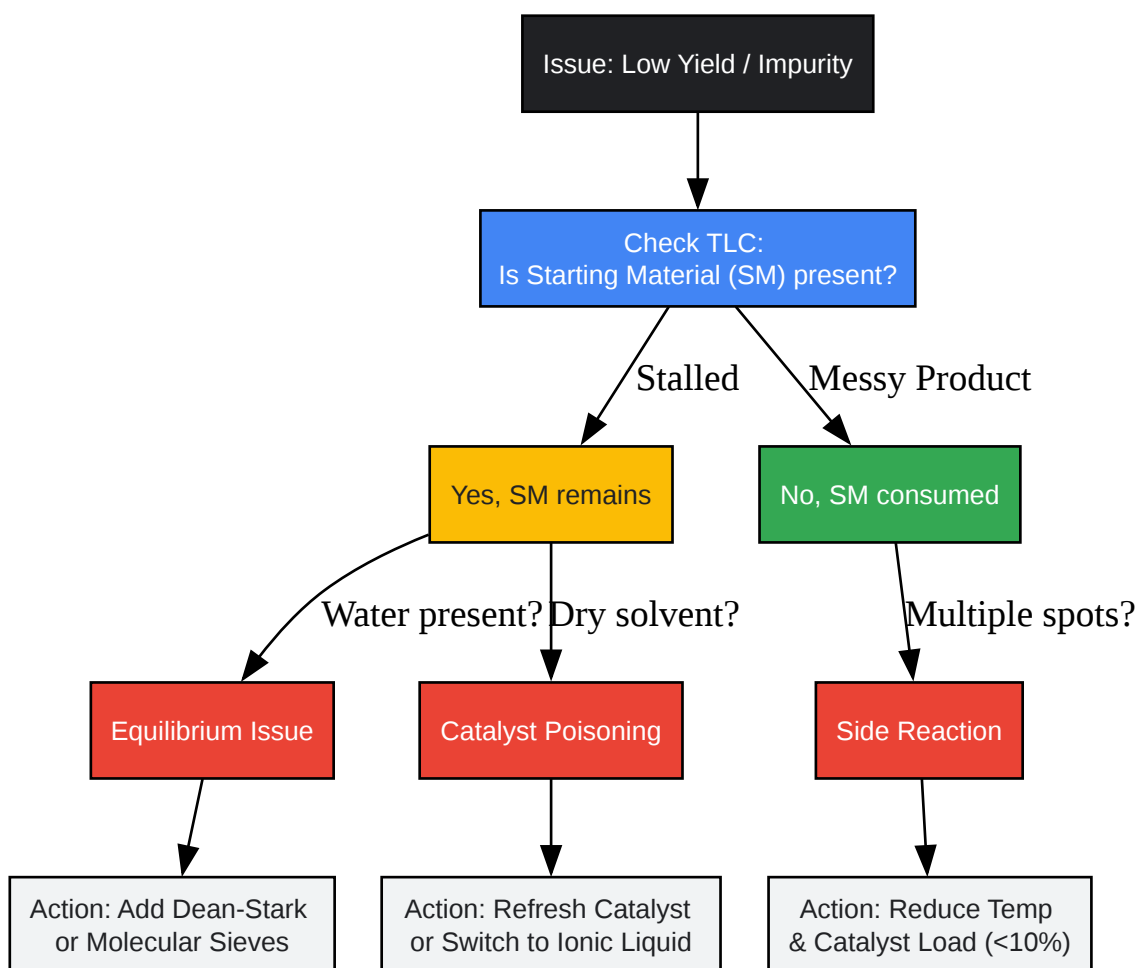 Issue: Low Yield / Impurity
Check TLC:
Is Starting Material (SM) present?
Stalled
Messy Product
Yes, SM remains
No, SM consumed
Water present?
Dry solvent?
Multiple spots?
Equilibrium Issue
Catalyst Poisoning
Side Reaction
Action: Add Dean-Stark
or Molecular Sieves
Action: Refresh Catalyst
or Switch to Ionic Liquid
Action: Reduce Temp
& Catalyst Load (<10%)